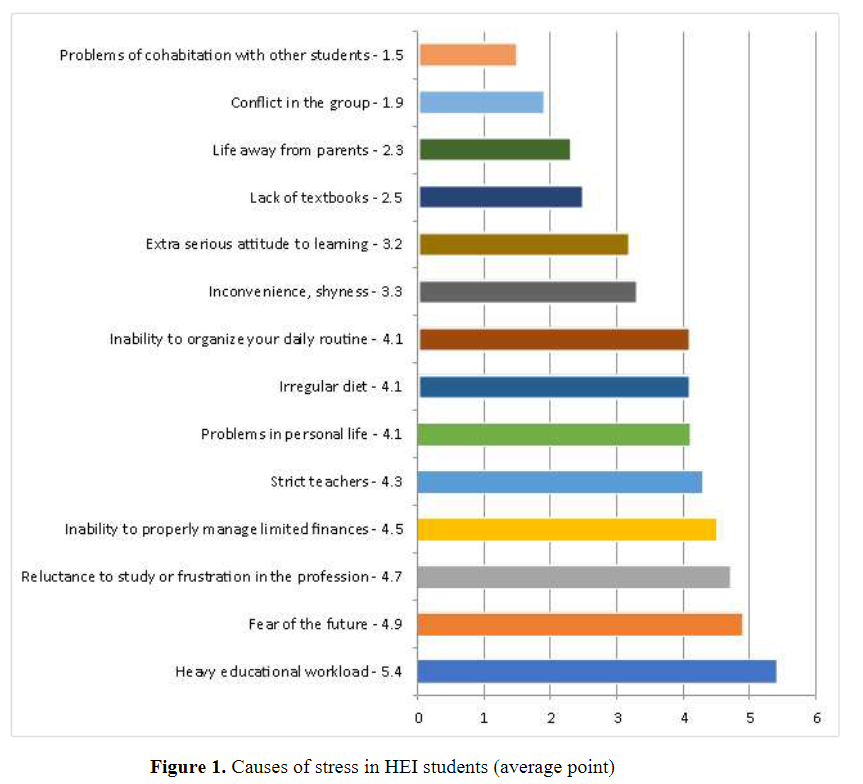 Problems of cohabitation with other students - 1.5
Conflict in the group - 1.9
Life away from parents - 2.3
Lack of textbooks - 2.5
Extra serious attitude to learning - 3.2
Inconvenience, shyness - 3.3
Inability to organize your daily routine - 4.1
Irregular diet - 4.1
Problems in personal life - 4.1
Strict teachers - 4.3
Inability to properly manage limited finances - 4.5
Reluctance to study or frustration in the profession - 4.7
Fear of the future - 4.9
Heavy educational workload - 5.4
0 1 2 3 4 5 6
Figure 1. Causes of stress in HEI students (average point)